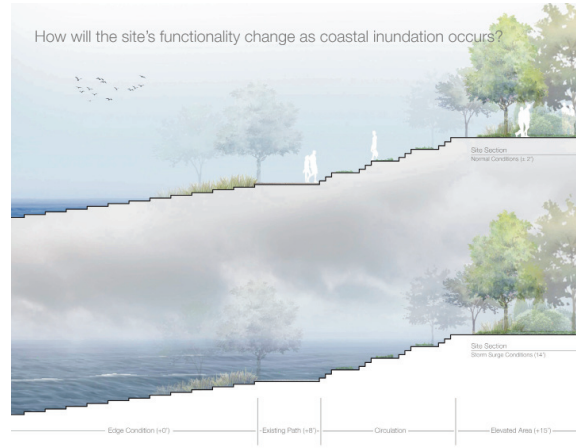 How will the site's functionality change as coastal inundation occurs?
Site Section
Normal Conditions (± 3')
Site Section
Storm Surge Conditions (14')
Edge Condition (+0')
Existing Path (+8')
Circulation
Elevated Area (+15')